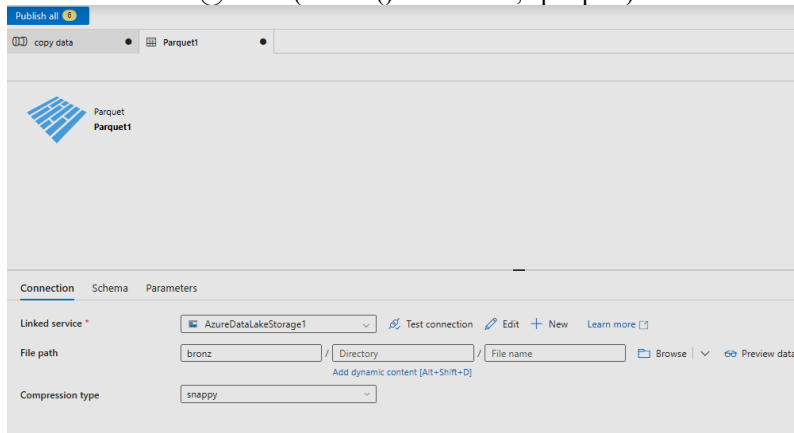 Publish all 6
copy data
Parquet1
Parquet
Parquet1
Connection Schema Parameters
Linked service * AzureDataLakeStorage1 Test connection Edit New Learn more
File path bronz / Directory / File name Browse Preview data
Add dynamic content [Alt+Shift+D]
Compression type snappy